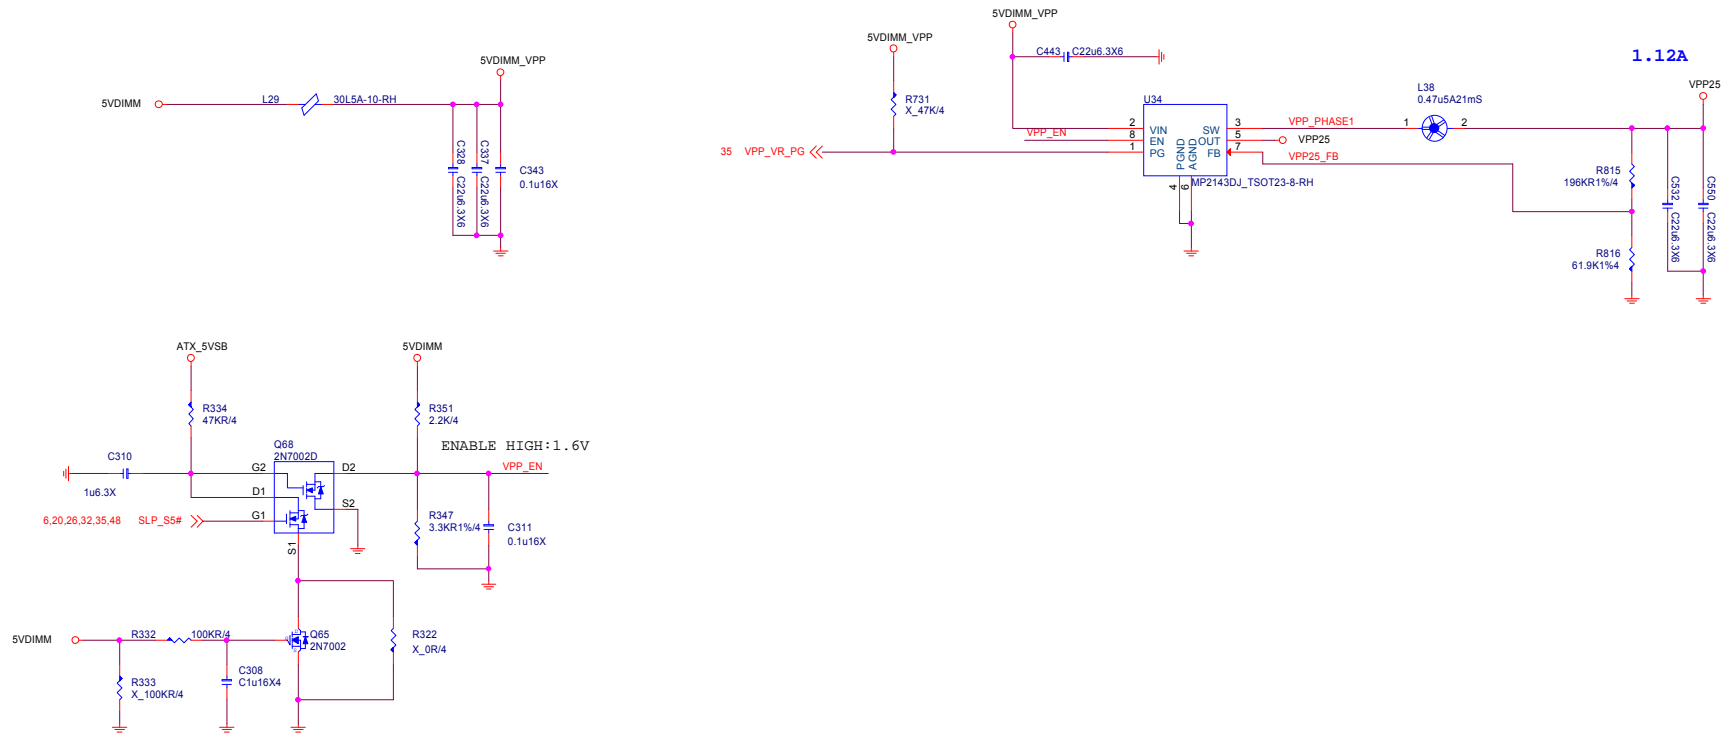 5VDIMM_VPP
5VDIMM
L29
30L5A-10-RH
C328
C22u6.3X6
C337
C22u6.3X6
C343
0.1u16X
5VDIMM_VPP
5VDIMM_VPP
C443
C22u6.3X6
1.12A
R731
X_47K/4
U34
L38
0.47u5A21mS
VPP25
VPP_EN
2
8
1
VIN
EN
PG
SW
OUT
FB
3
5
7
VPP_PHASE1
1
2
VPP25
VPP25_FB
35
VPP_VR_PG
PGND
AGND
4
6
MP2143DJ_TSOT23-8-RH
R815
196KR1%/4
C532
C22u6.3X6
C550
C22u6.3X6
R816
61.9K1%4
ATX_5VSB
5VDIMM
R334
47KR/4
R351
2.2K/4
ENABLE HIGH:1.6V
Q68
2N7002D
C310
1u6.3X
G2
D2
VPP_EN
D1
S2
6,20,26,32,35,48
SLP_S5#
G1
S1
R347
3.3KR1%/4
C311
0.1u16X
5VDIMM
R332
100KR/4
Q65
2N7002
R322
X_0R/4
R333
X_100KR/4
C308
C1u16X4